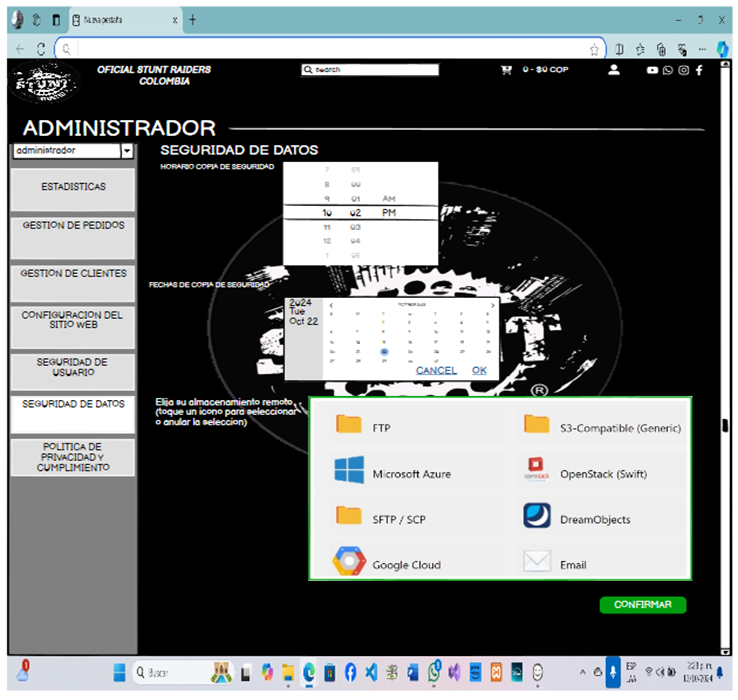 Nueva pestaña
STUNT
OFICIAL STUNT RAIDERS
COLOMBIA
search
0 - $0 COP
ADMINISTRADOR
administrador
SEGURIDAD DE DATOS
HORARIO COPIA DE SEGURIDAD
7 59
8 00
9 01 AM
10 02 PM
11 03
12 04
1 05
ESTADISTICAS
GESTION DE PEDIDOS
GESTION DE CLIENTES
CONFIGURACION DEL
SITIO WEB
SEGURIDAD DE
USUARIO
SEGURIDAD DE DATOS
POLITICA DE
PRIVACIDAD Y
CUMPLIMIENTO
FECHAS DE COPIA DE SEGURIDAD
2024
Tue
Oct 22
CANCEL OK
®
Elija su almacenamiento remoto
(toque un icono para seleccionar
o anular la seleccion)
FTP
S3-Compatible (Generic)
Microsoft Azure
openstack
OpenStack (Swift)
SFTP / SCP
DreamObjects
Google Cloud
Email
CONFIRMAR
Buscar
ESP
LAA